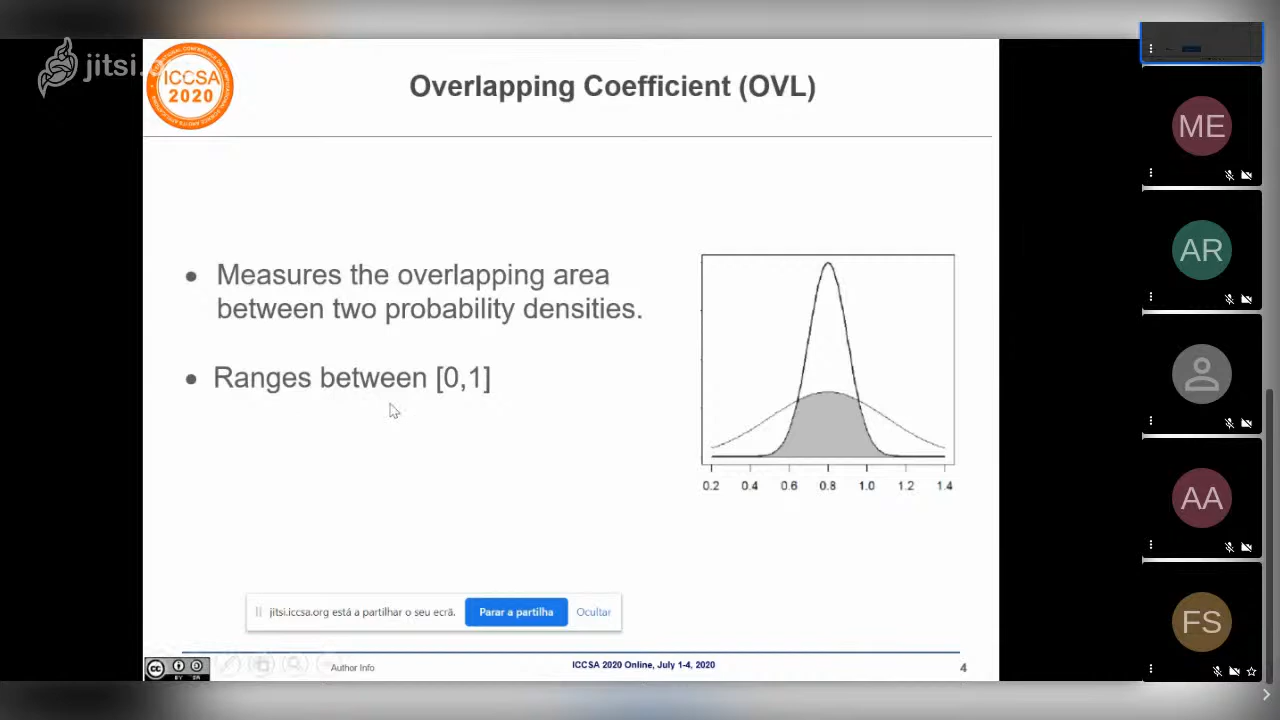 jitsi.o
ICCSA
2020
Overlapping Coefficient (OVL)
Measures the overlapping area
between two probability densities.
Ranges between [0,1]
0.2 0.4 0.6 0.8 1.0 1.2 1.4
jitsi.iccsa.org está a partilhar o seu ecrã. Parar a partilha Ocultar
Author Info
ICCSA 2020 Online, July 1-4, 2020
4
cc
BY
ME
AR
AA
FS